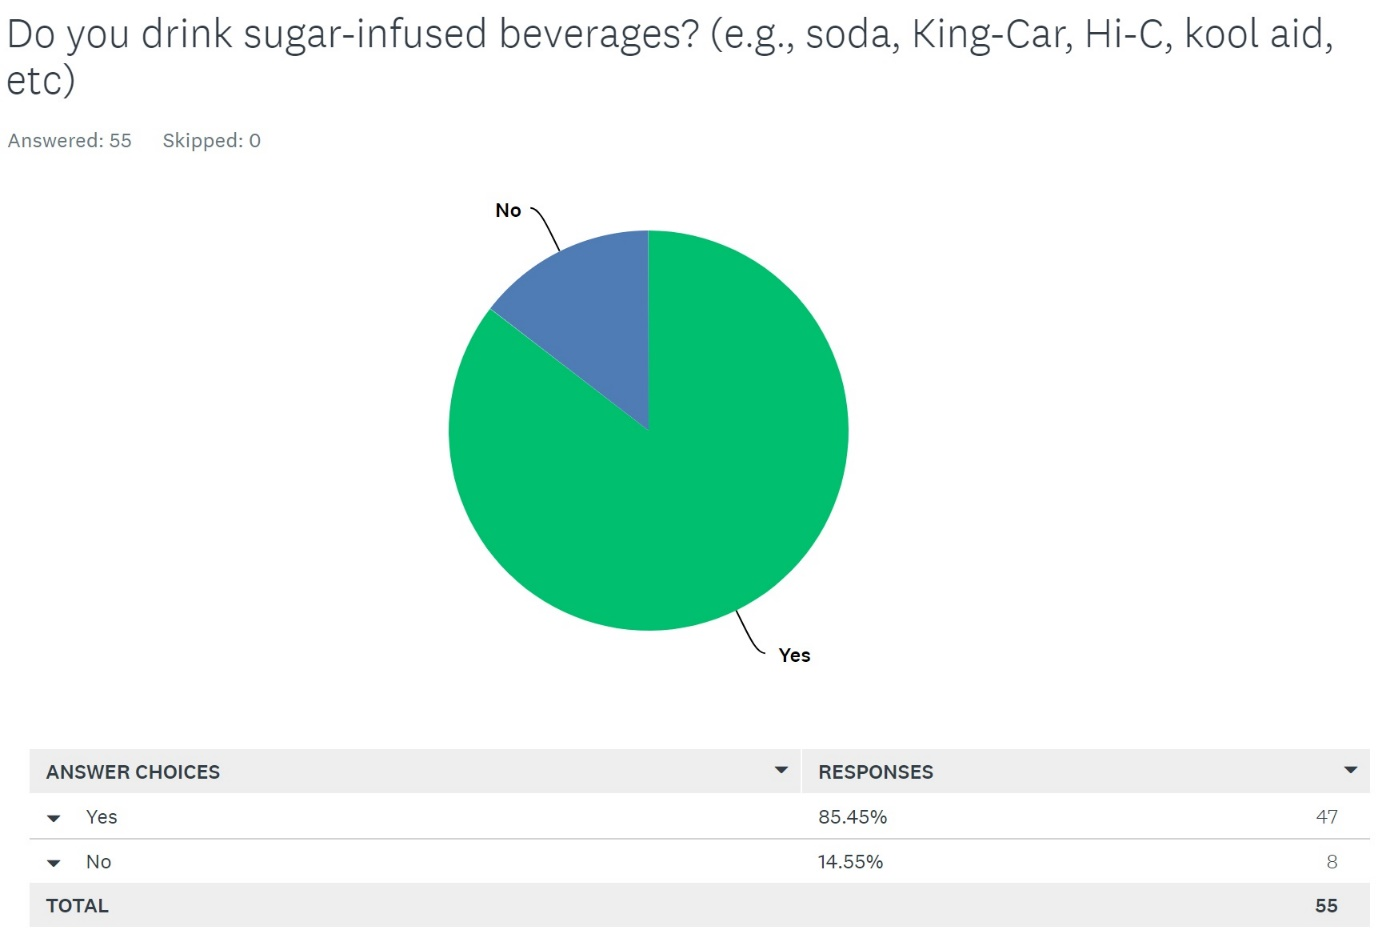 Do you drink sugar-infused beverages? (e.g., soda, King-Car, Hi-C, kool aid,
etc)
Answered: 55 Skipped: 0
No
Yes
ANSWER CHOICES RESPONSES
Yes 85.45% 47
No 14.55% 8
TOTAL 55